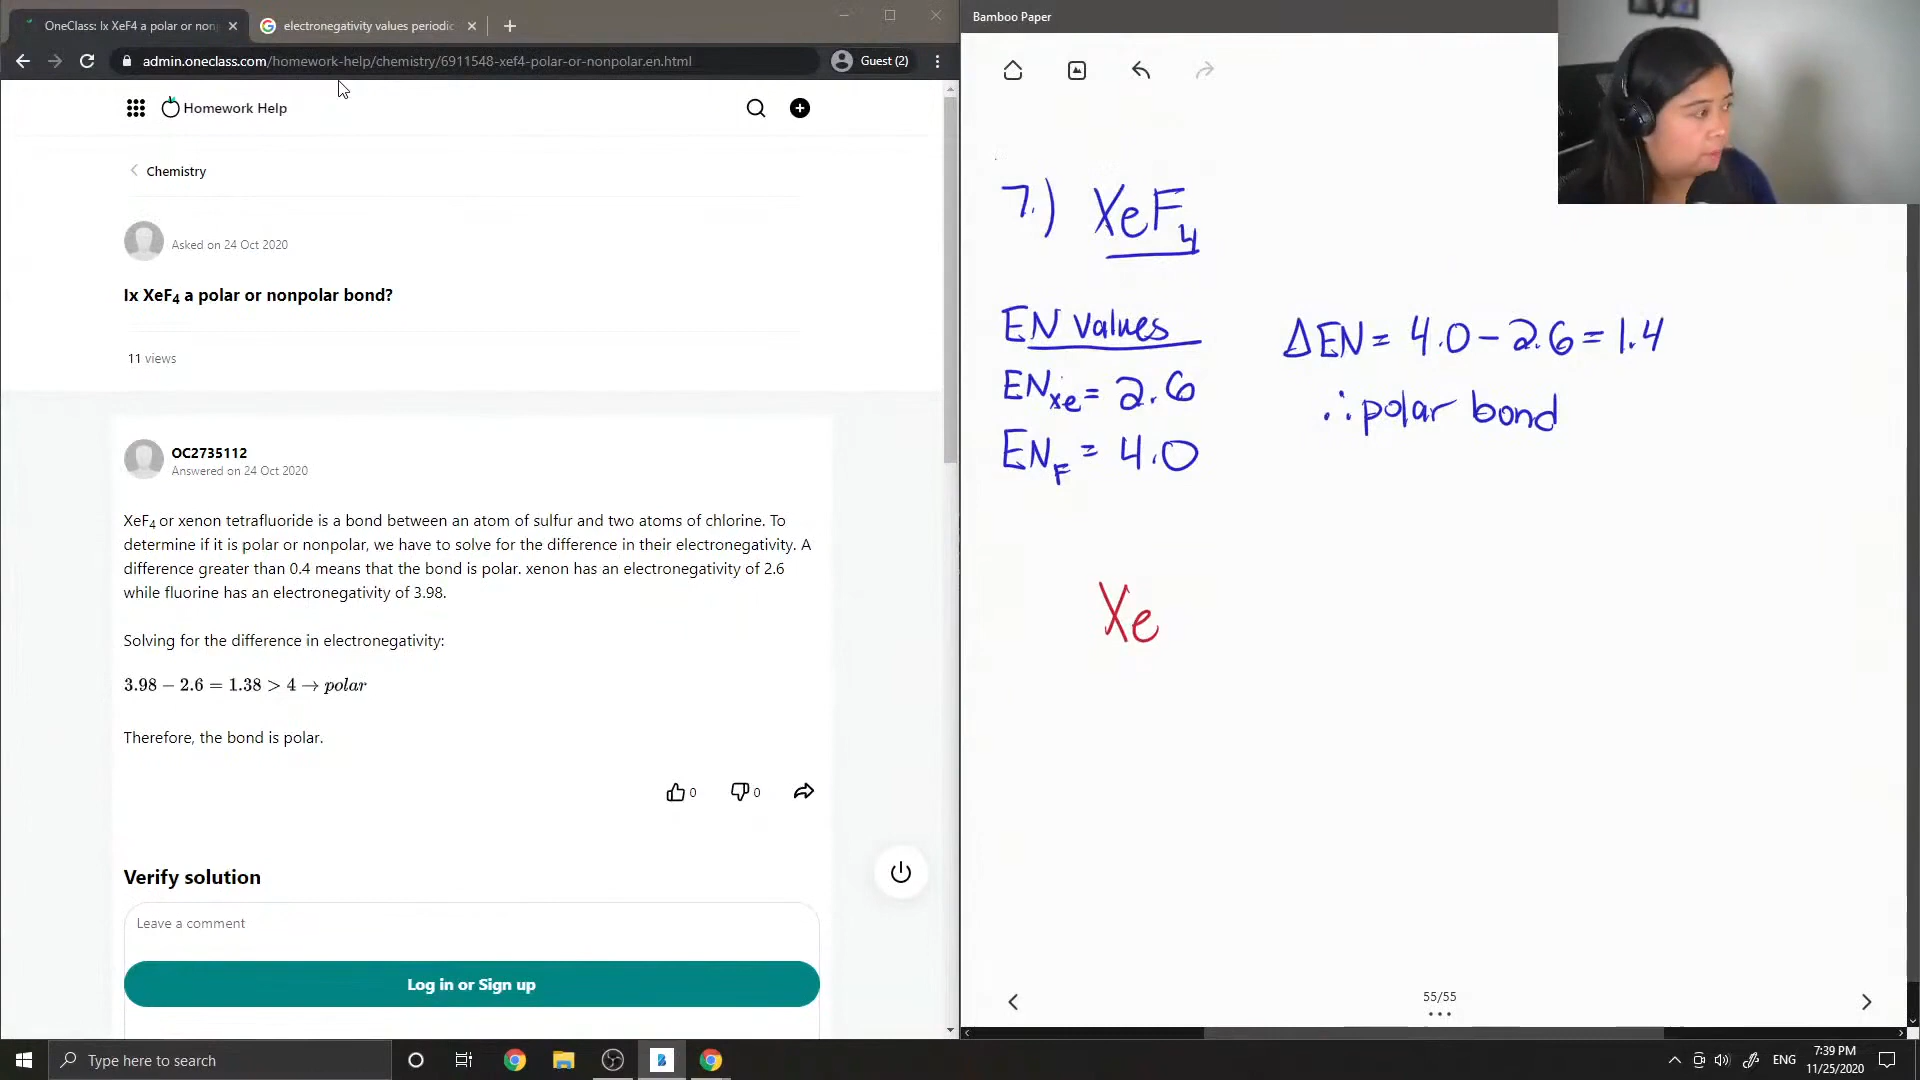 OneClass: Ix XeF4 a polar or non
electronegativity values periodic
admin.oneclass.com/homework-help/chemistry/6911548-xef4-polar-or-nonpolar.en.html
Guest (2)
Homework Help
Chemistry
Asked on 24 Oct 2020
Ix XeF4 a polar or nonpolar bond?
11 views
OC2735112
Answered on 24 Oct 2020
XeF4 or xenon tetrafluoride is a bond between an atom of sulfur and two atoms of chlorine. To
determine if it is polar or nonpolar, we have to solve for the difference in their electronegativity. A
difference greater than 0.4 means that the bond is polar. xenon has an electronegativity of 2.6
while fluorine has an electronegativity of 3.98.
Solving for the difference in electronegativity:
3.98 − 2.6 = 1.38 > 4 → polar
Therefore, the bond is polar.
0
0
Verify solution
Leave a comment
Log in or Sign up
Bamboo Paper
7.) XeF4
EN Values
ENXe = 2.6
ENF = 4.0
ΔEN = 4.0 − 2.6 = 1.4
∴ polar bond
Xe
55/55
Type here to search
ENG
7:39 PM
11/25/2020